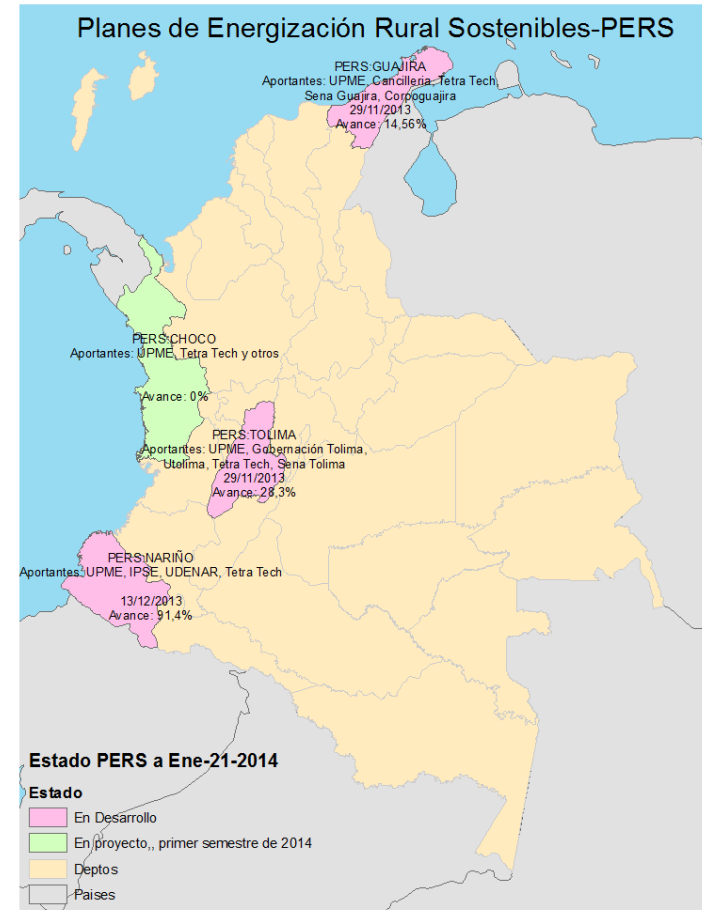 Planes de Energización Rural Sostenibles-PERS
PERS:GUAJIRA
Aportantes: UPME, Cancilleria, Tetra Tech,
Sena Guajira, Corpoguajira
29/11/2013
Avance: 14,56%
PERS:CHOCO
Aportantes: UPME, Tetra Tech y otros
Avance: 0%
PERS:TOLIMA
Aportantes: UPME, Gobernación Tolima,
Utolima, Tetra Tech, Sena Tolima
29/11/2013
Avance: 28,3%
PERS:NARIÑO
Aportantes: UPME, IPSE, UDENAR, Tetra Tech
13/12/2013
Avance: 91,4%
Estado PERS a Ene-21-2014
Estado
En Desarrollo
En proyecto,, primer semestre de 2014
Deptos
Paises